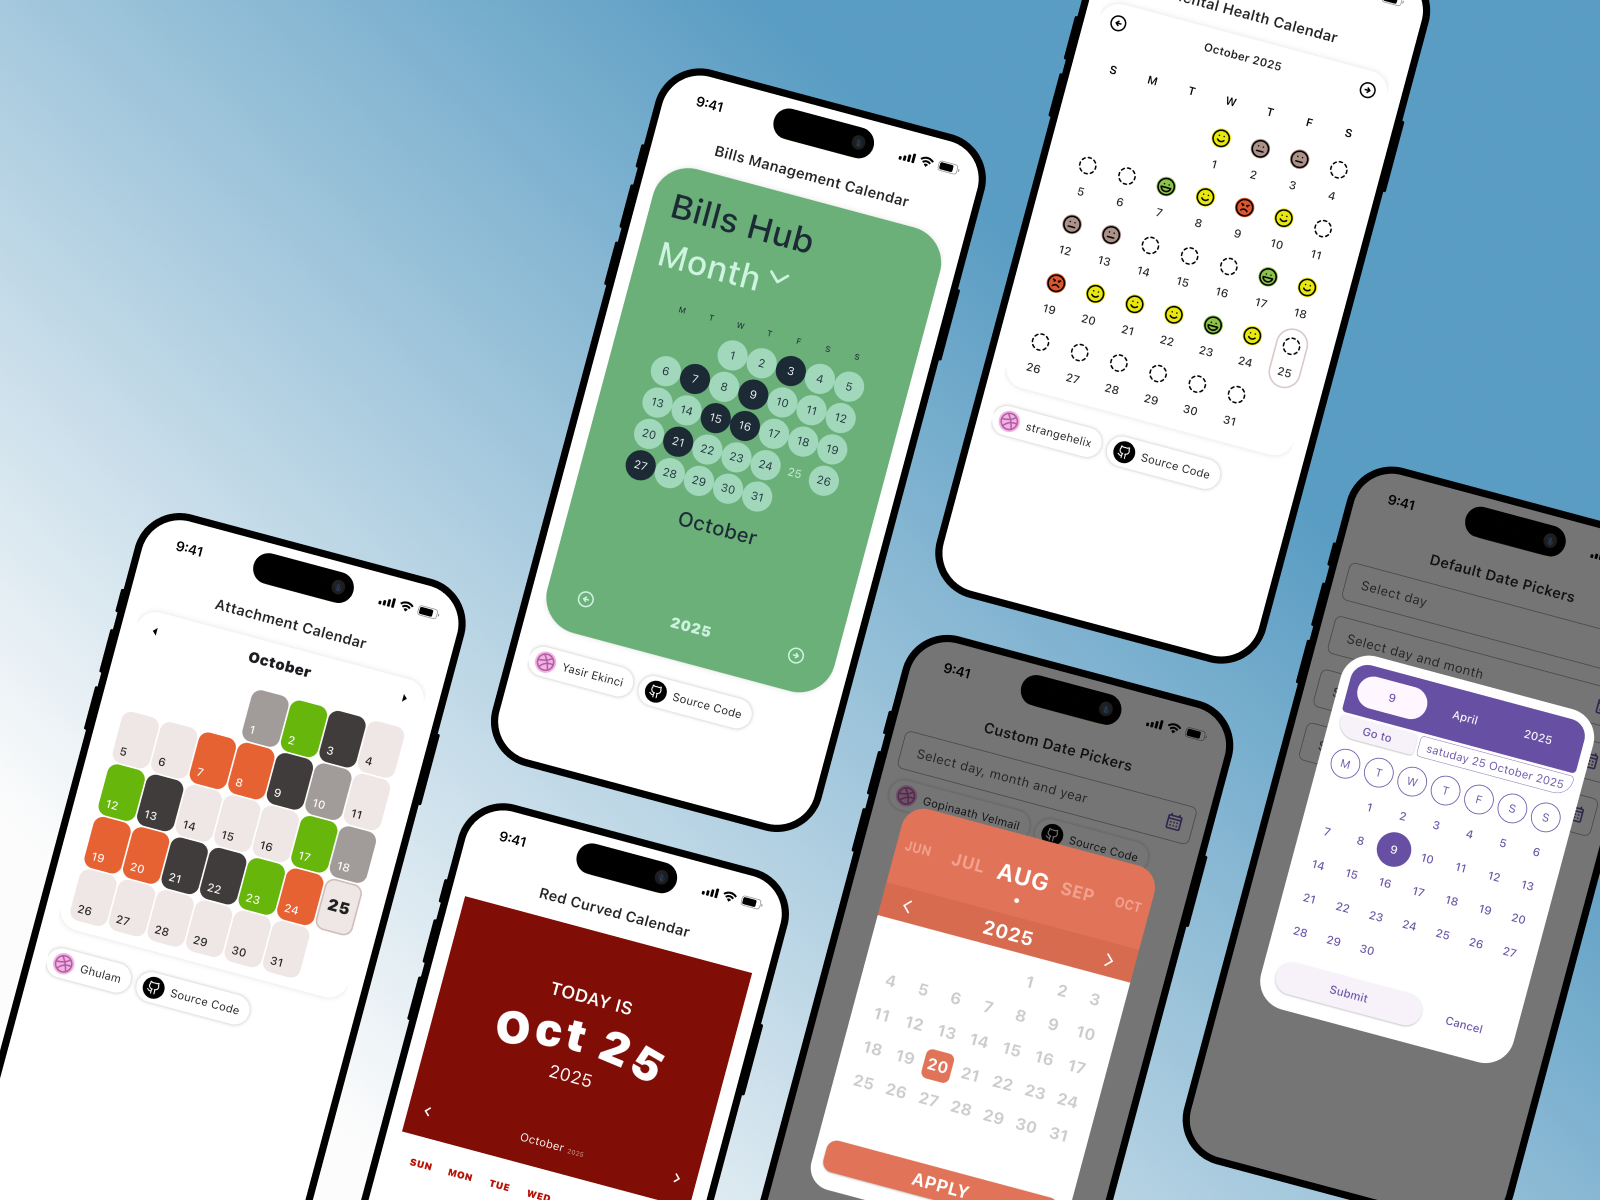 9:41
Attachment Calendar
October
1 2 3 4
5 6 7 8 9 10 11
12 13 14 15 16 17 18
19 20 21 22 23 24 25
26 27 28 29 30 31
Ghulam
Source Code
9:41
Bills Management Calendar
Bills Hub
Month
M T W T F S S
1 2 3 4 5
6 7 8 9 10 11 12
13 14 15 16 17 18 19
20 21 22 23 24 25 26
27 28 29 30 31
October
2025
Yasir Ekinci
Source Code
9:41
Red Curved Calendar
TODAY IS
Oct 25
2025
October 2025
SUN MON TUE WED
Health Calendar
October 2025
S M T W T F S
1 2 3 4
5 6 7 8 9 10 11
12 13 14 15 16 17 18
19 20 21 22 23 24 25
26 27 28 29 30 31
strangehelix
Source Code
9:41
Custom Date Pickers
Select day, month and year
Gopinaath Velmail
Source Code
JUN JUL AUG SEP OCT
2025
1 2 3
4 5 6 7 8 9 10
11 12 13 14 15 16 17
18 19 20 21 22 23 24
25 26 27 28 29 30 31
APPLY
9:41
Default Date Pickers
Select day
Select day and month
9 April 2025
Go to
satuday 25 October 2025
M T W T F S S
1 2 3 4 5 6
7 8 9 10 11 12 13
14 15 16 17 18 19 20
21 22 23 24 25 26 27
28 29 30
Submit
Cancel